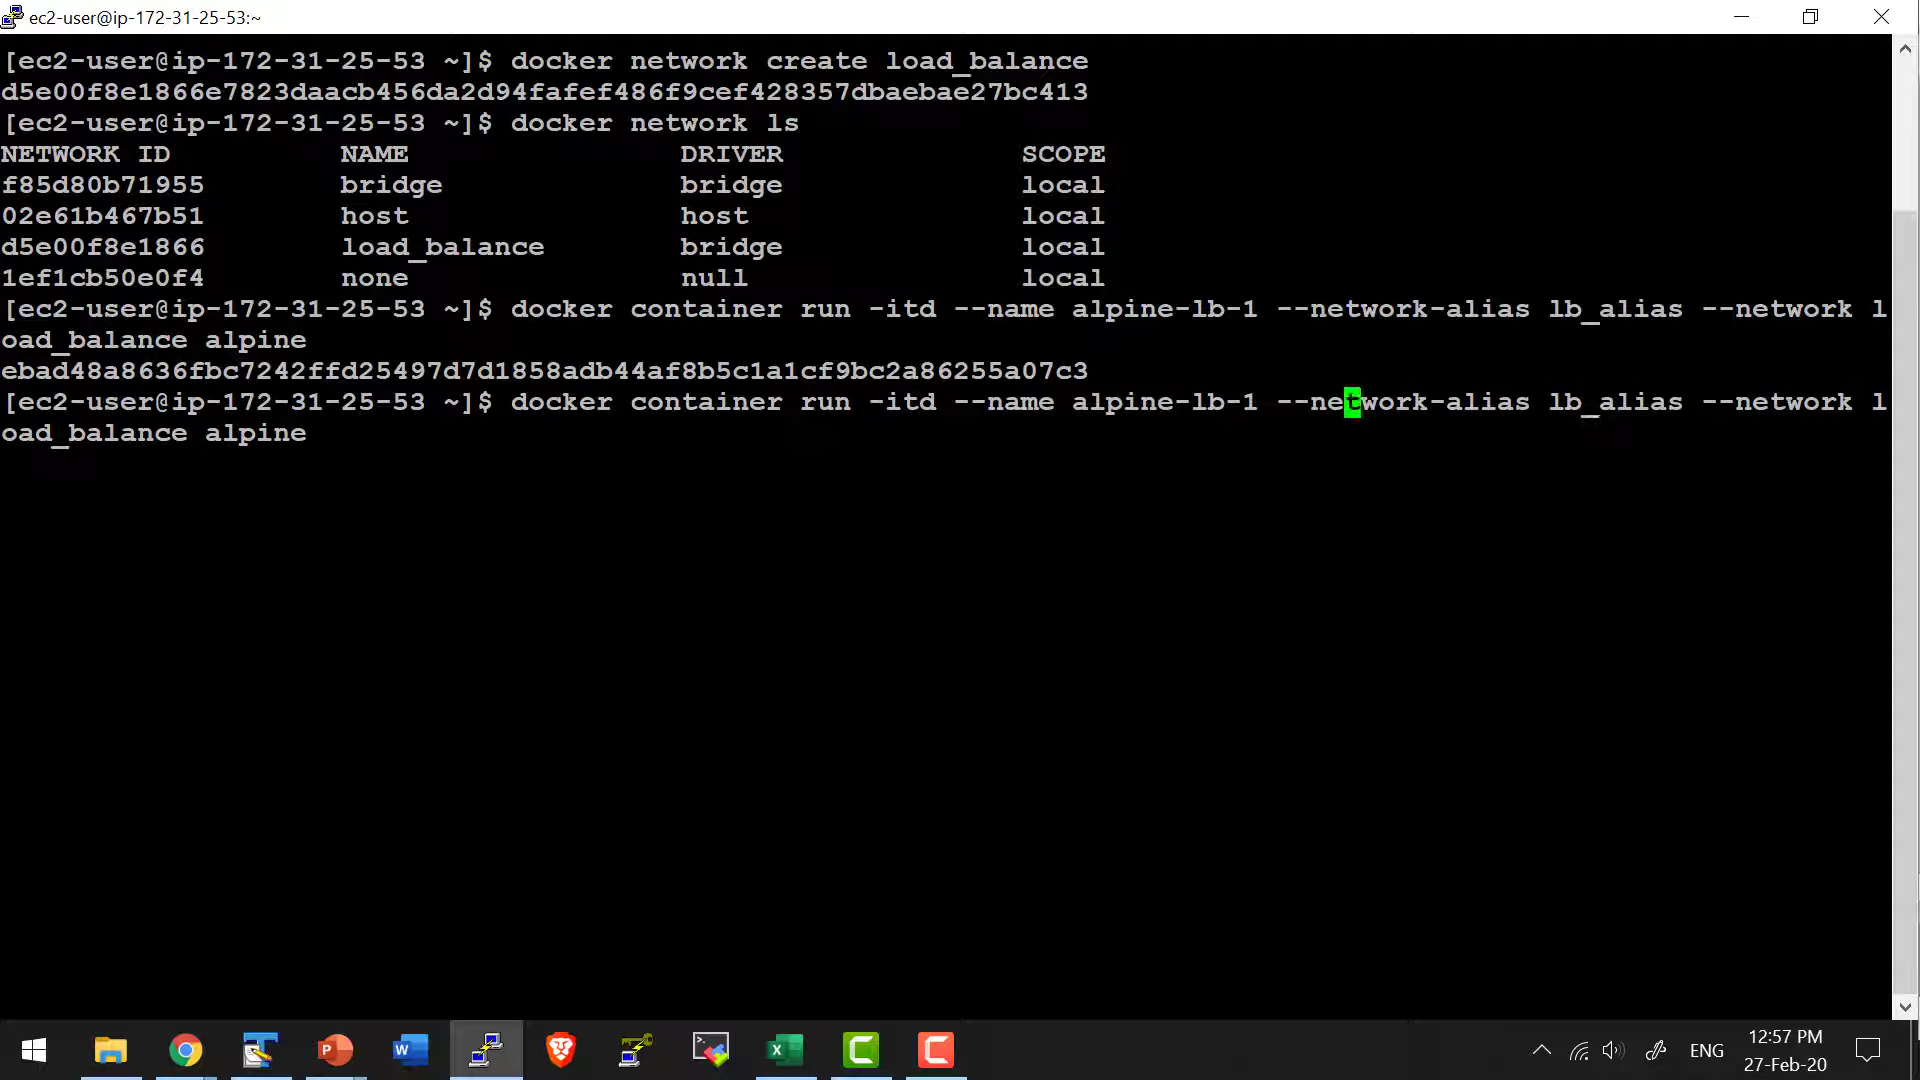 ec2-user@ip-172-31-25-53:~
[ec2-user@ip-172-31-25-53 ~]$ docker network create load_balance
d5e00f8e1866e7823daacb456da2d94fafef486f9cef428357dbaebae27bc413
[ec2-user@ip-172-31-25-53 ~]$ docker network ls
NETWORK ID NAME DRIVER SCOPE
f85d80b71955 bridge bridge local
02e61b467b51 host host local
d5e00f8e1866 load_balance bridge local
1ef1cb50e0f4 none null local
[ec2-user@ip-172-31-25-53 ~]$ docker container run -itd --name alpine-lb-1 --network-alias lb_alias --network l
oad_balance alpine
ebad48a8636fbc7242ffd25497d7d1858adb44af8b5c1a1cf9bc2a86255a07c3
[ec2-user@ip-172-31-25-53 ~]$ docker container run -itd --name alpine-lb-1 --network-alias lb_alias --network l
oad_balance alpine
ENG
12:57 PM
27-Feb-20